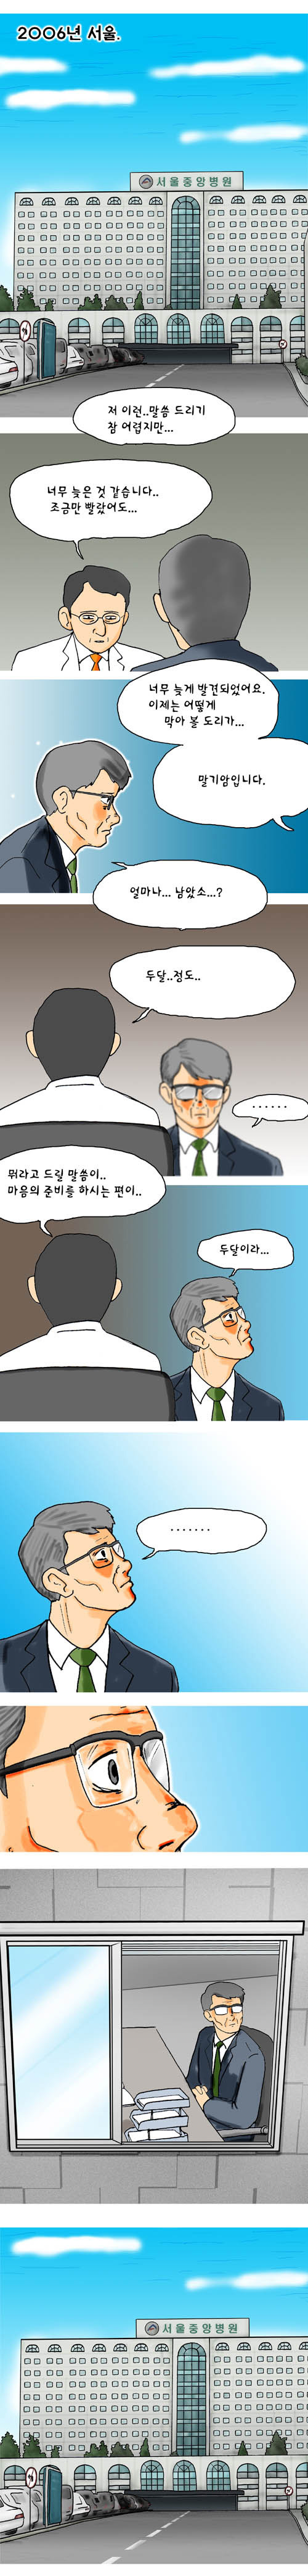 2006년 서울.
서울중앙병원
저 이런..말씀 드리기
참 어렵지만...
너무 늦은 것 같습니다..
조금만 빨랐어도...
너무 늦게 발견되었어요.
이제는 어떻게
막아 볼 도리가...
말기암입니다.
얼마나... 남았소...?
두달..정도..
......
뭐라고 드릴 말씀이..
마음의 준비를 하시는 편이..
두달이라...
.......
서울중앙병원